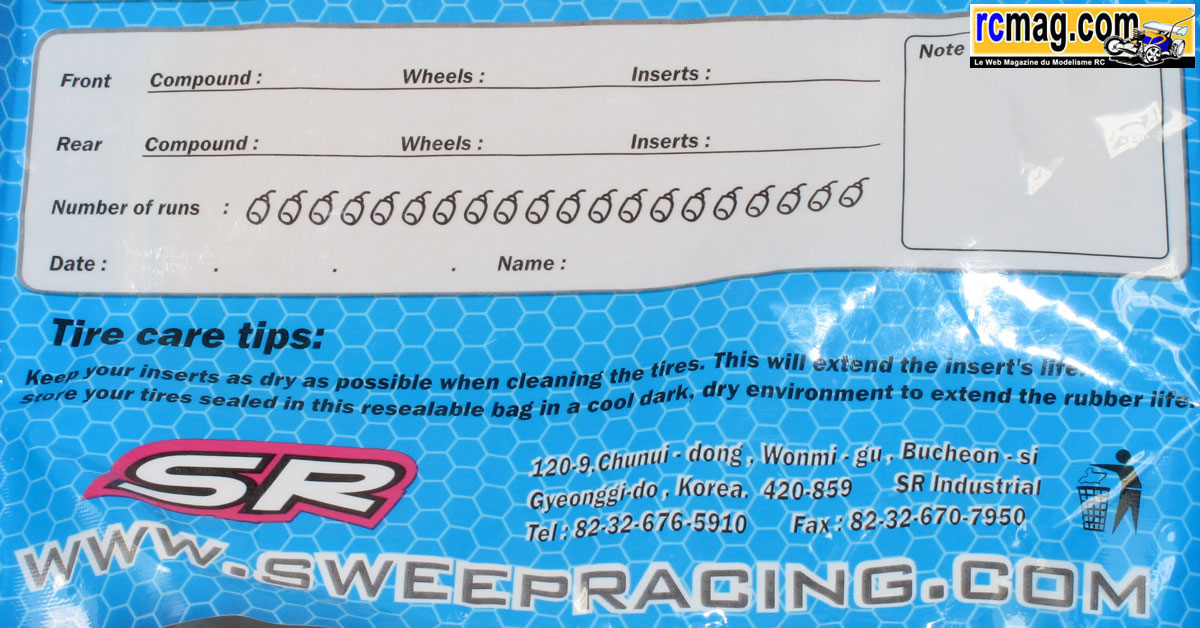 rcmag.com
Le Web Magazine du Modelisme RC
Note
Front Compound : Wheels : Inserts :
Rear Compound : Wheels : Inserts :
Number of runs :
Date : . . . Name :
Tire care tips:
Keep your inserts as dry as possible when cleaning the tires. This will extend the insert's life.
Store your tires sealed in this resealable bag in a cool dark, dry environment to extend the rubber life.
SR
120-9, Chunui - dong , Wonmi - gu , Bucheon - si
Gyeonggi-do , Korea. 420-859 SR Industrial
Tel : 82-32-676-5910 Fax : 82-32-670-7950
WWW.SWEEPRACING.COM